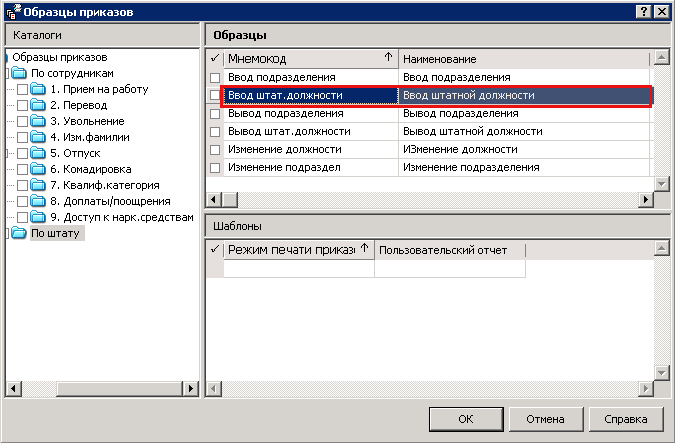 Образцы приказов
Каталоги
Образцы приказов
По сотрудникам
1. Прием на работу
2. Перевод
3. Увольнение
4. Изм.фамилии
5. Отпуск
6. Комадировка
7. Квалиф.категория
8. Доплаты/поощрения
9. Доступ к нарк.средствам
По штату
Образцы
Мнемокод Наименование
Ввод подразделения Ввод подразделения
Ввод штат.должности Ввод штатной должности
Вывод подразделения Вывод подразделения
Вывод штат.должности Вывод штатной должности
Изменение должности ИЗменение должности
Изменение подраздел Изменение подразделения
Шаблоны
Режим печати приказо Пользовательский отчет
ОК Отмена Справка